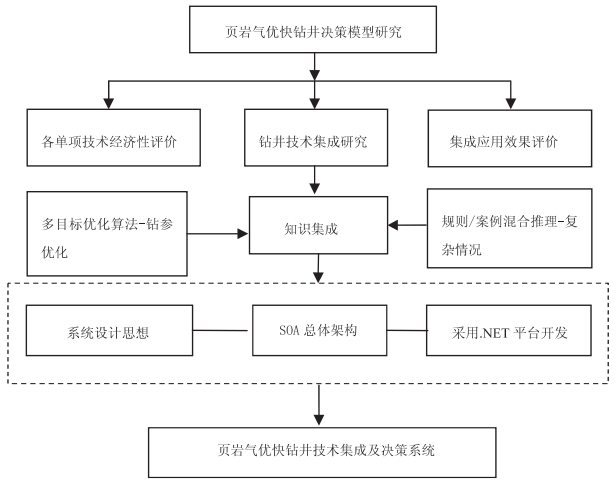 页岩气优快钻井决策模型研究
各单项技术经济性评价
钻井技术集成研究
集成应用效果评价
多目标优化算法-钻参
优化
知识集成
规则/案例混合推理-复
杂情况
系统设计思想
SOA 总体架构
采用.NET 平台开发
页岩气优快钻井技术集成及决策系统